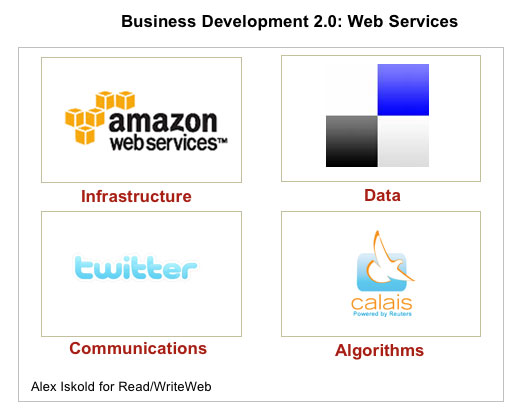 Business Development 2.0: Web Services
amazon
webservices™
Infrastructure
Data
twitter
calais
Powered by Reuters
Communications
Algorithms
Alex Iskold for Read/WriteWeb